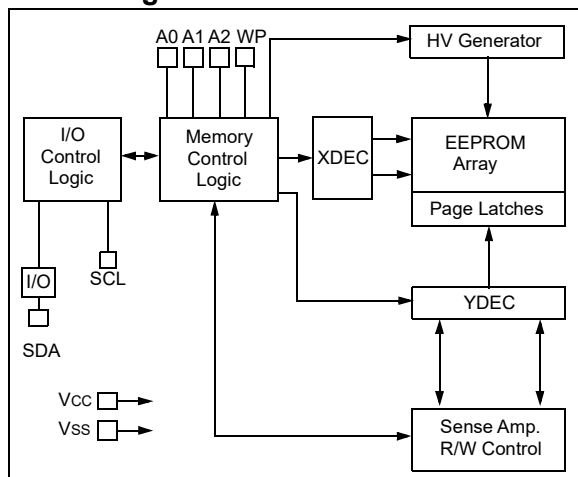 A0 A1 A2 WP
HV Generator
I/O
Control
Logic
Memory
Control
Logic
XDEC
EEPROM
Array
Page Latches
I/O
SCL
SDA
YDEC
VCC
VSS
Sense Amp.
R/W Control